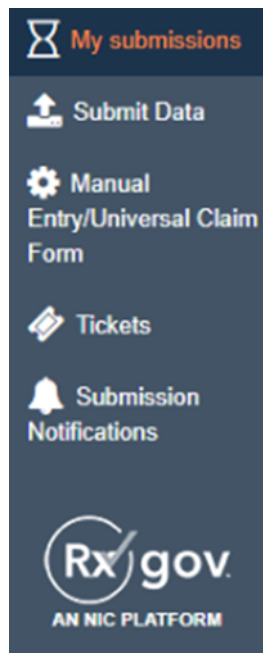 My submissions
Submit Data
Manual
Entry/Universal Claim
Form
Tickets
Submission
Notifications
Rx gov.
AN NIC PLATFORM